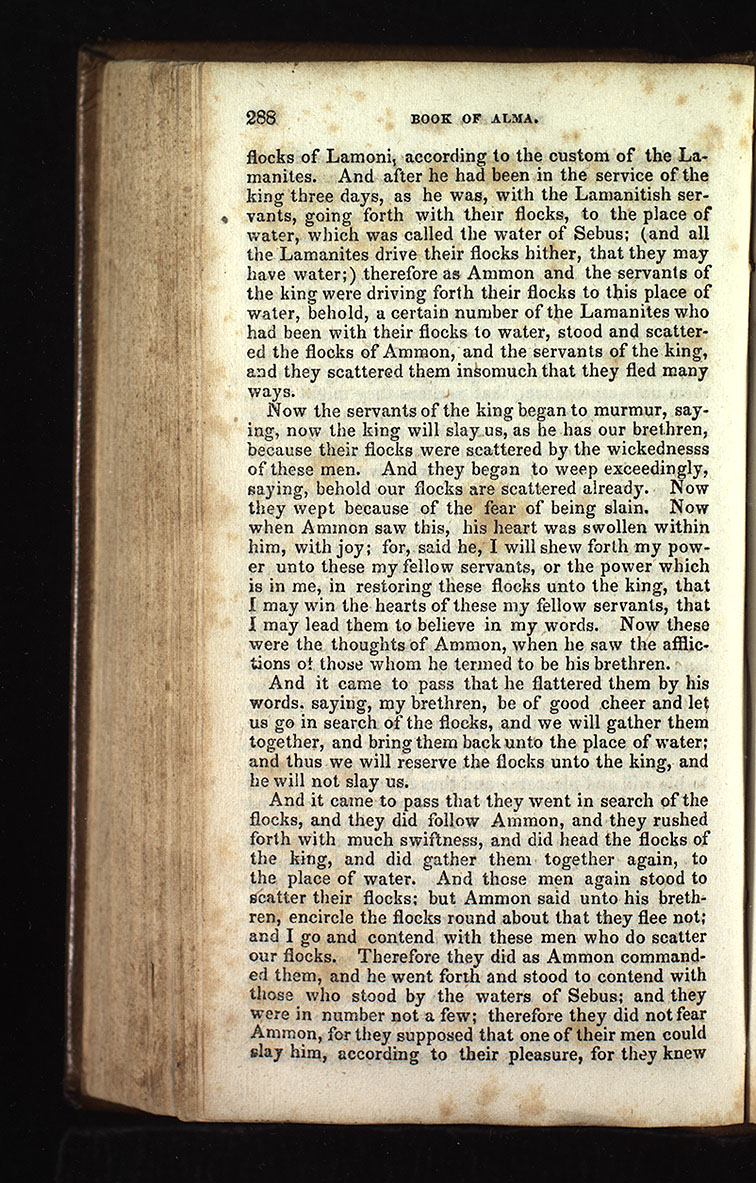 288 BOOK OF ALMA.
flocks of Lamoni, according to the custom of the La-
manites. And after he had been in the service of the
king three days, as he was, with the Lamanitish ser-
vants, going forth with their flocks, to the place of
water, which was called the water of Sebus; (and all
the Lamanites drive their flocks hither, that they may
have water;) therefore as Ammon and the servants of
the king were driving forth their flocks to this place of
water, behold, a certain number of the Lamanites who
had been with their flocks to water, stood and scatter-
ed the flocks of Ammon, and the servants of the king,
and they scattered them insomuch that they fled many
ways.
Now the servants of the king began to murmur, say-
ing, now the king will slay us, as he has our brethren,
because their flocks were scattered by the wickednesss
of these men. And they began to weep exceedingly,
saying, behold our flocks are scattered already. Now
they wept because of the fear of being slain. Now
when Ammon saw this, his heart was swollen within
him, with joy; for, said he, I will shew forth my pow-
er unto these my fellow servants, or the power which
is in me, in restoring these flocks unto the king, that
I may win the hearts of these my fellow servants, that
I may lead them to believe in my words. Now these
were the thoughts of Ammon, when he saw the afflic-
tions of those whom he termed to be his brethren.
And it came to pass that he flattered them by his
words. saying, my brethren, be of good cheer and let
us go in search of the flocks, and we will gather them
together, and bring them back unto the place of water;
and thus we will reserve the flocks unto the king, and
he will not slay us.
And it came to pass that they went in search of the
flocks, and they did follow Ammon, and they rushed
forth with much swiftness, and did head the flocks of
the king, and did gather them together again, to
the place of water. And those men again stood to
scatter their flocks; but Ammon said unto his breth-
ren, encircle the flocks round about that they flee not;
and I go and contend with these men who do scatter
our flocks. Therefore they did as Ammon command-
ed them, and he went forth and stood to contend with
those who stood by the waters of Sebus; and they
were in number not a few; therefore they did not fear
Ammon, for they supposed that one of their men could
slay him, according to their pleasure, for they knew